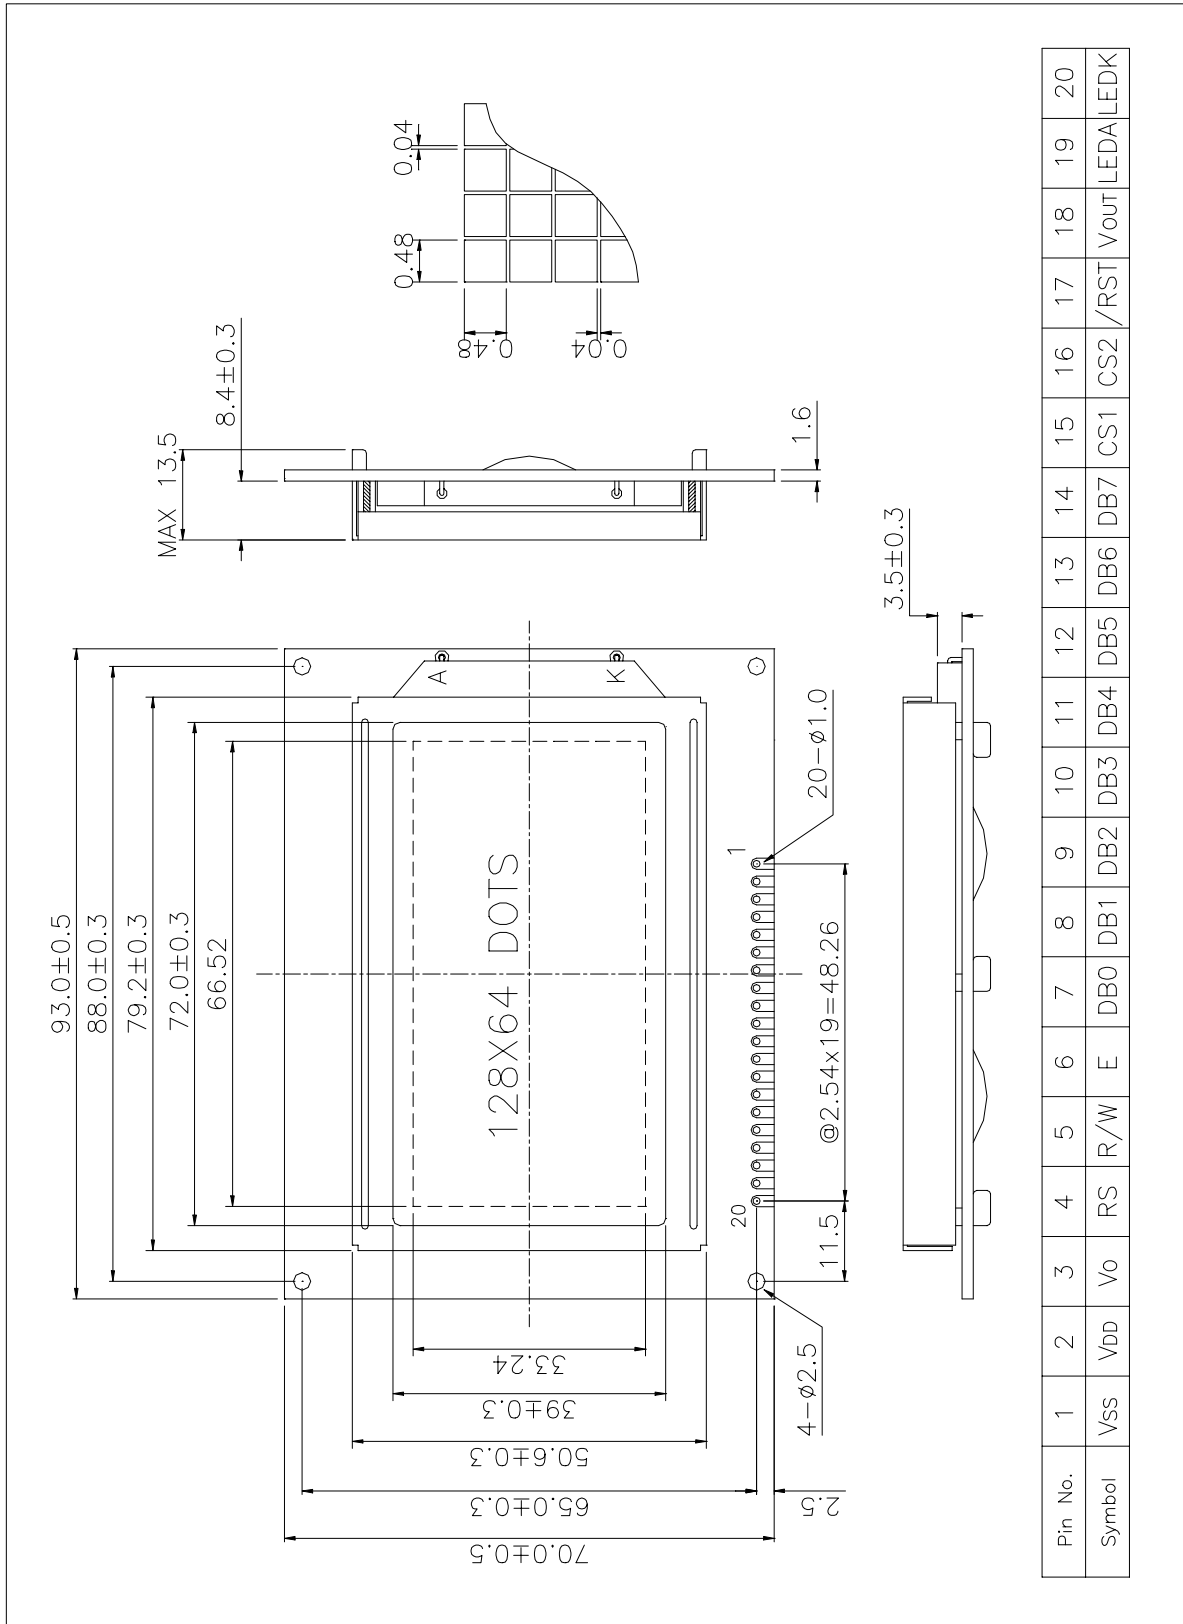 93.0±0.5
88.0±0.3
79.2±0.3
72.0±0.3
66.52
128X64 DOTS
A
K
1
20
20-ø1.0
@2.54x19=48.26
11.5
4-ø2.5
33.24
39±0.3
50.6±0.3
65.0±0.3
2.5
70.0±0.5
MAX 13.5
8.4±0.3
1.6
0.48
0.04
0.48
0.04
3.5±0.3
Pin No. 1 2 3 4 5 6 7 8 9 10 11 12 13 14 15 16 17 18 19 20
Symbol Vss VDD Vo RS R/W E DB0 DB1 DB2 DB3 DB4 DB5 DB6 DB7 CS1 CS2 /RST Vout LEDA LEDK